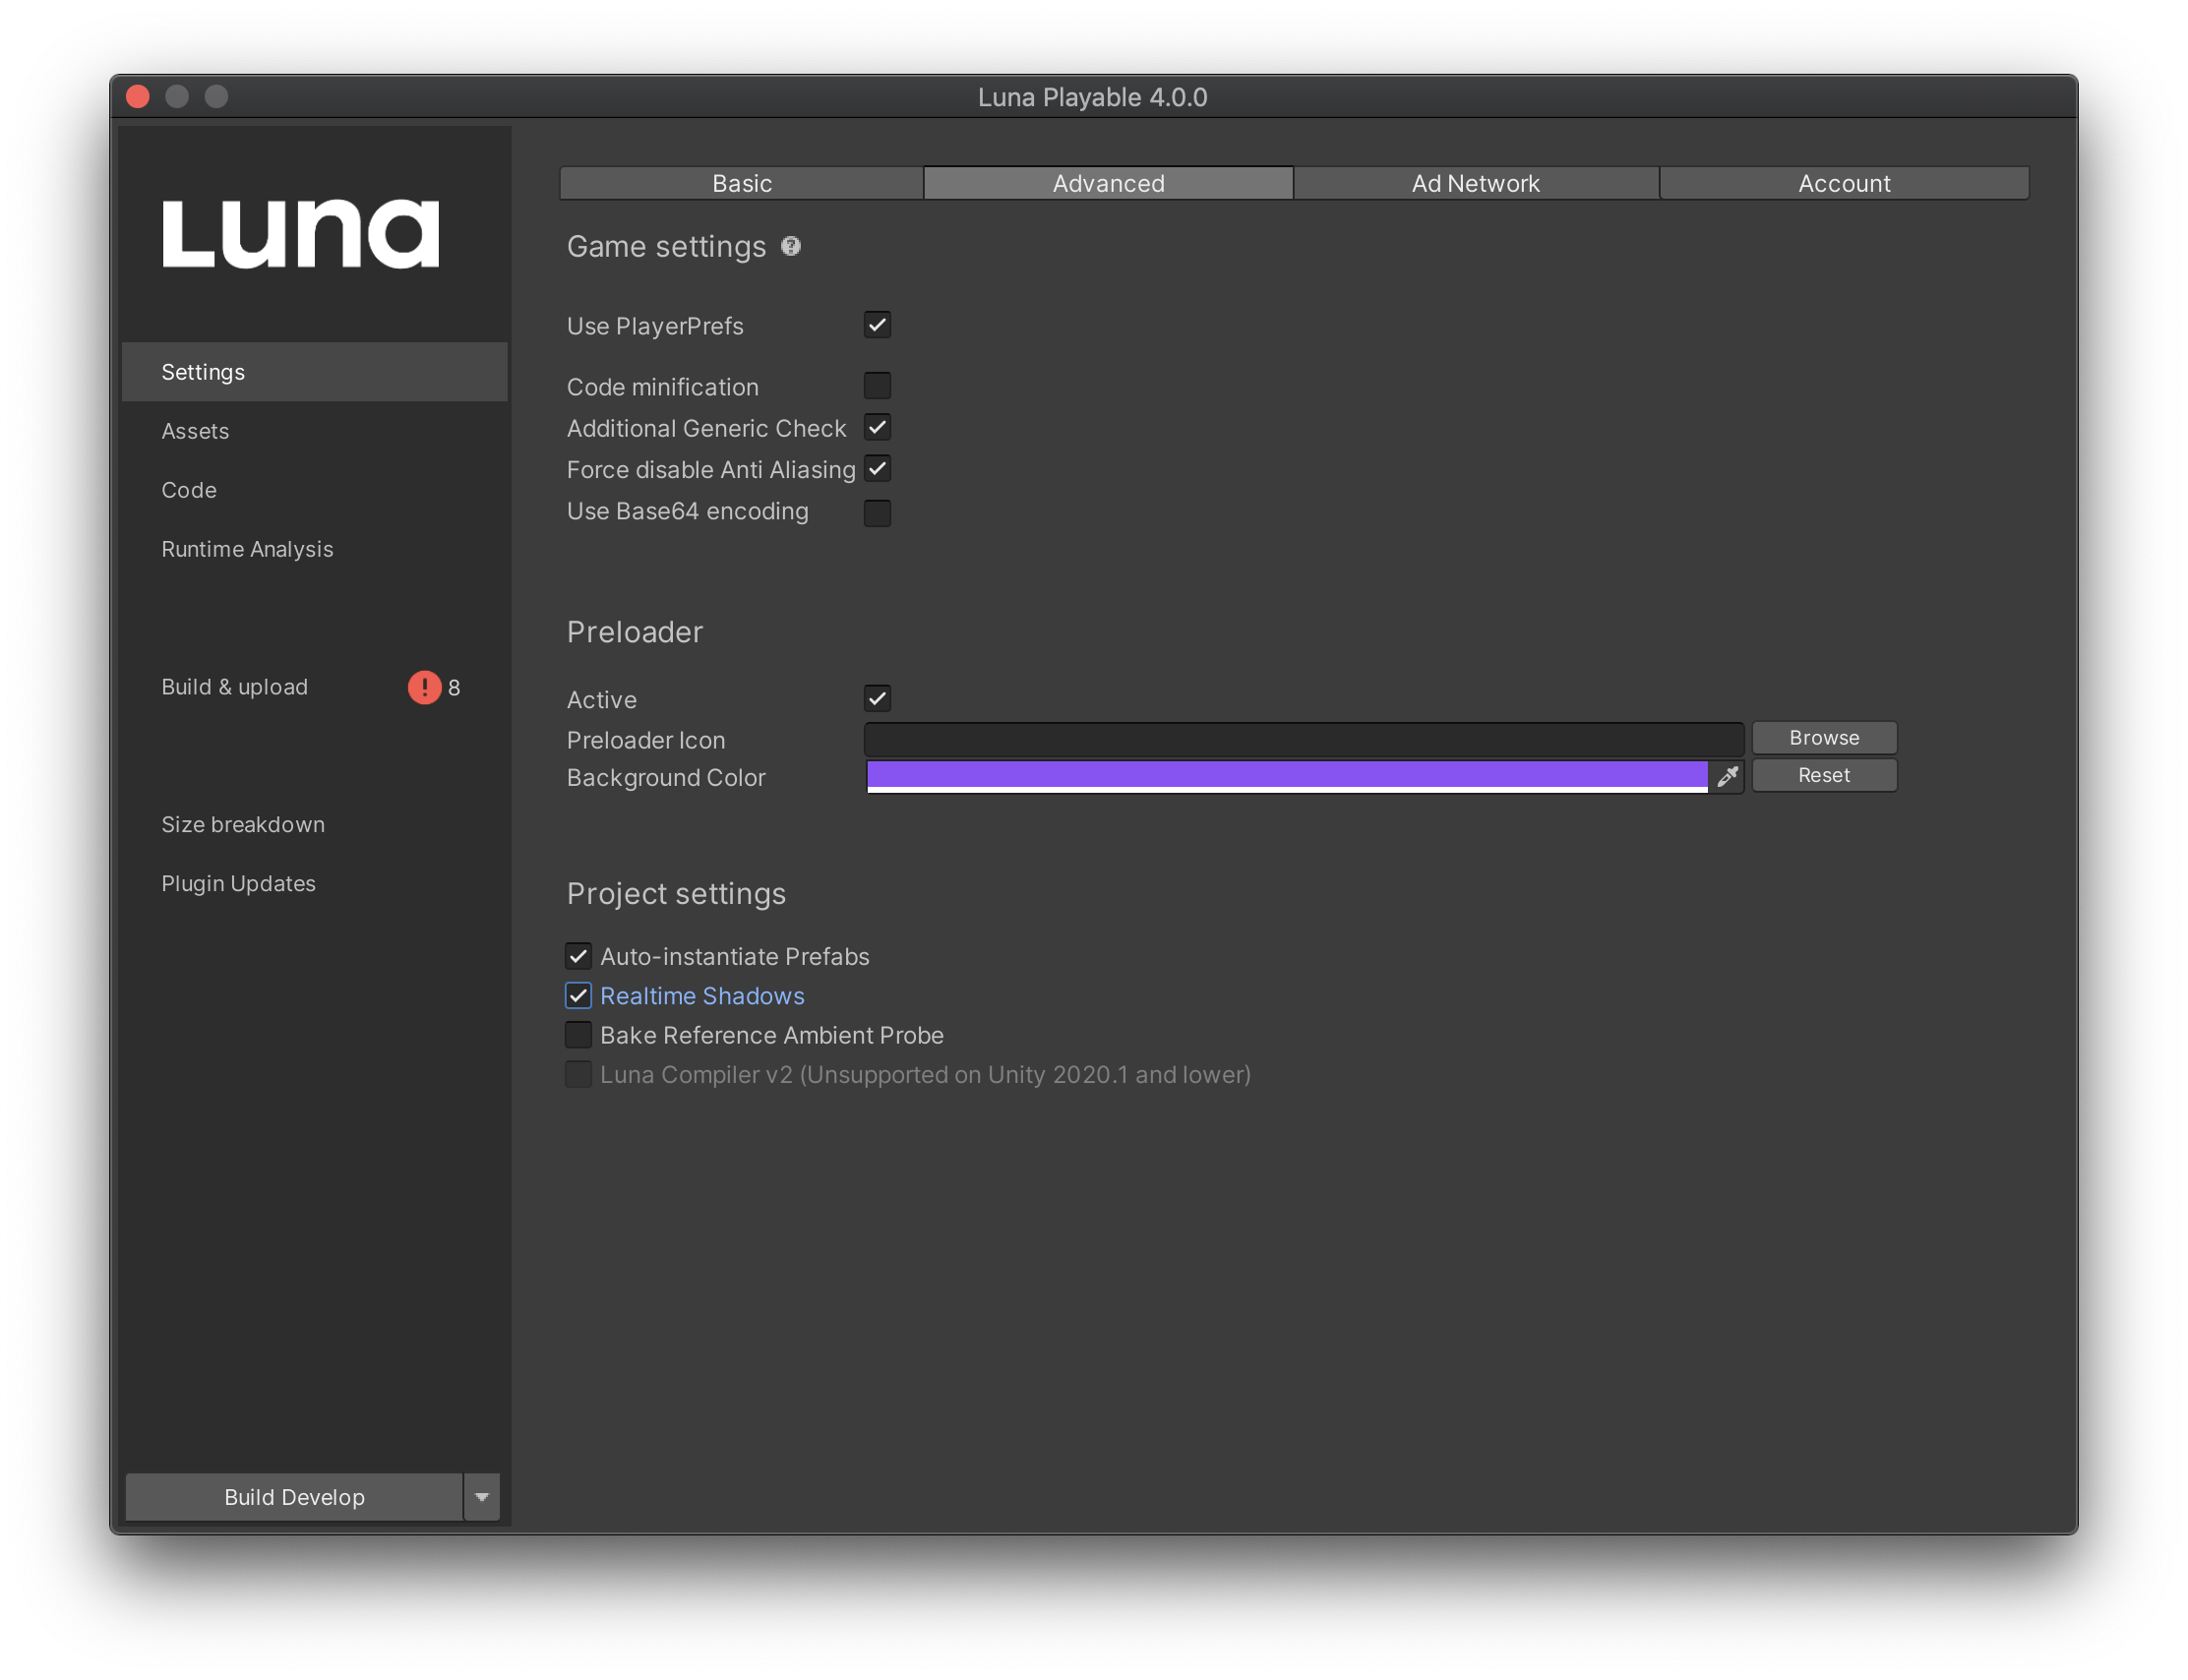 Luna Playable 4.0.0
Luna
Settings
Assets
Code
Runtime Analysis
Build & upload 8
Size breakdown
Plugin Updates
Build Develop
Basic Advanced Ad Network Account
Game settings
Use PlayerPrefs
Code minification
Additional Generic Check
Force disable Anti Aliasing
Use Base64 encoding
Preloader
Active
Preloader Icon Browse
Background Color Reset
Project settings
Auto-instantiate Prefabs
Realtime Shadows
Bake Reference Ambient Probe
Luna Compiler v2 (Unsupported on Unity 2020.1 and lower)